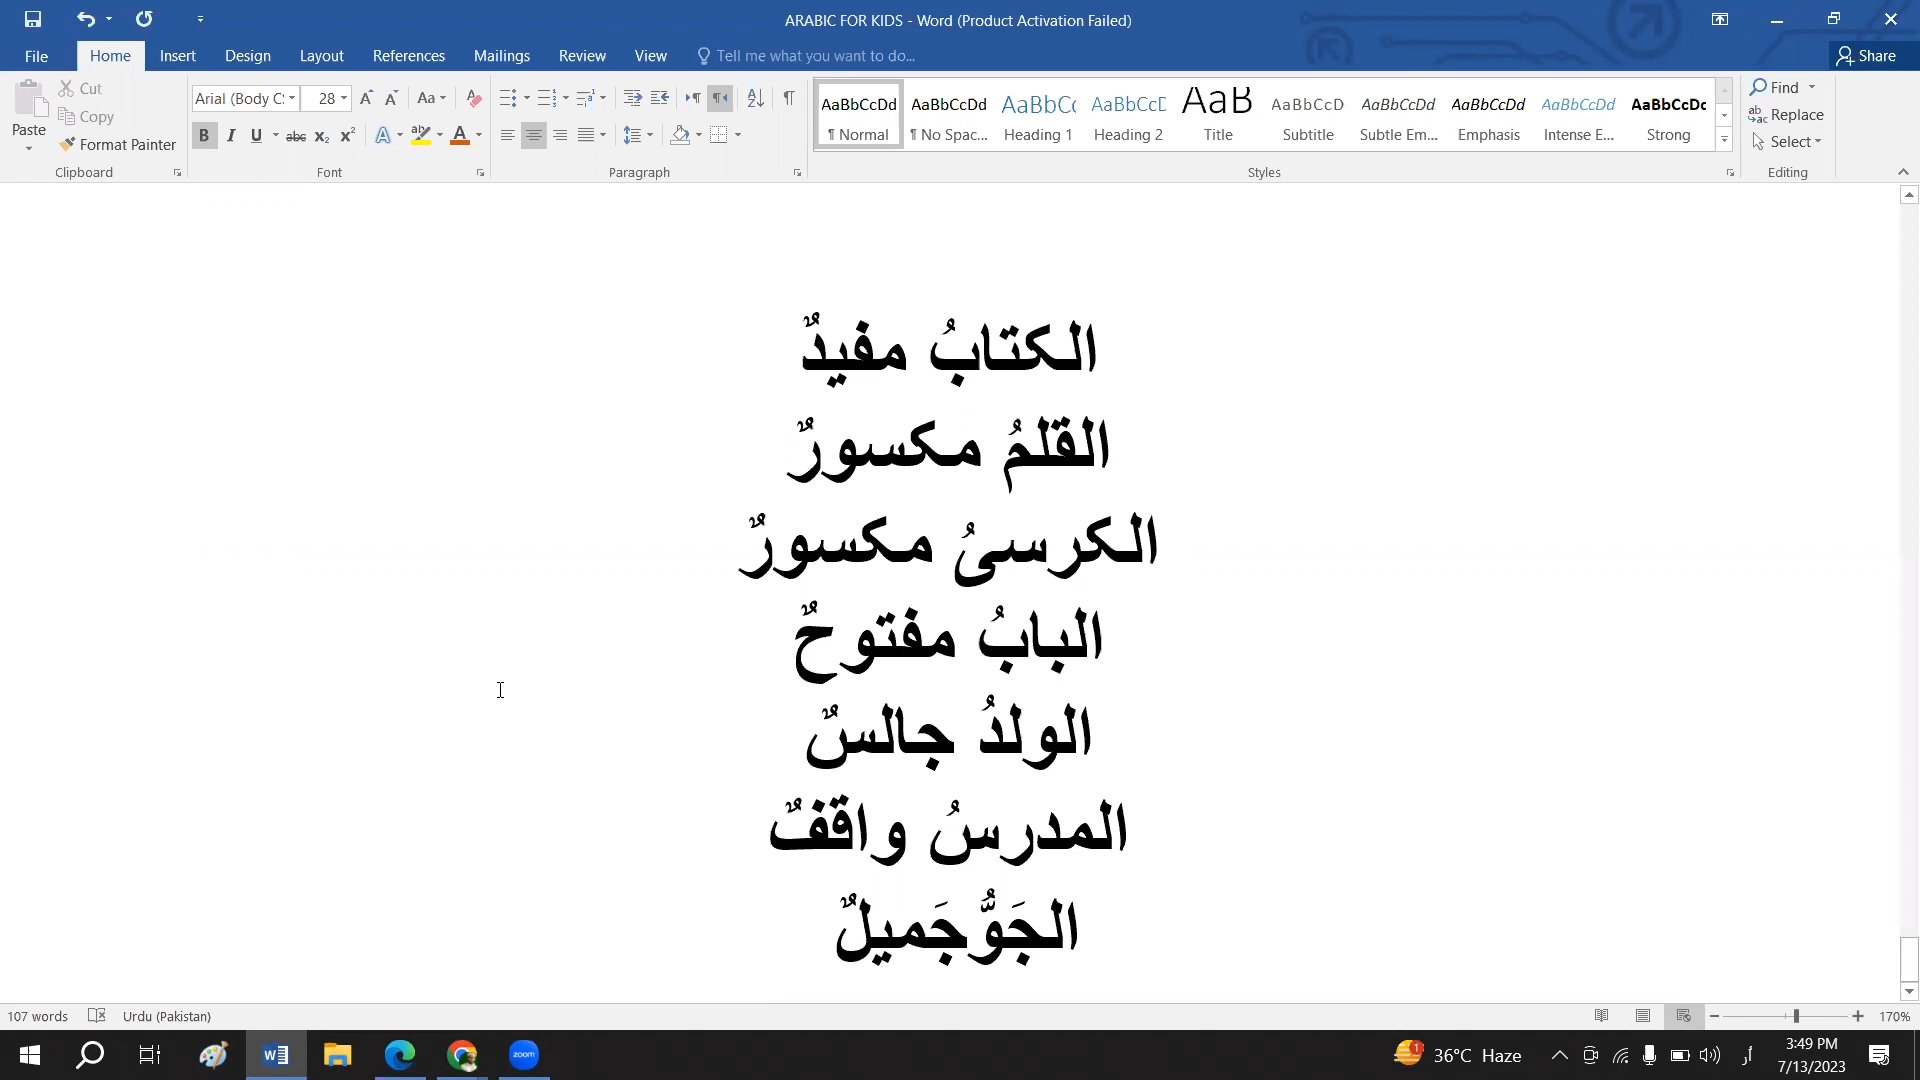 ARABIC FOR KIDS - Word (Product Activation Failed)
File Home Insert Design Layout References Mailings Review View Tell me what you want to do... Share
Paste
Cut
Copy
Format Painter
Clipboard
Arial (Body CS 28
Font
Paragraph
AaBbCcDd AaBbCcDd AaBbCc AaBbCcD AaB AaBbCcD AaBbCcDd AaBbCcDd AaBbCcDd AaBbCcDd
¶ Normal ¶ No Spac... Heading 1 Heading 2 Title Subtitle Subtle Em... Emphasis Intense E... Strong
Styles
Find
Replace
Select
Editing
الكتابُ مفيدٌ
القلمُ مكسورٌ
الكرسىُ مكسورٌ
البابُ مفتوحٌ
الولدُ جالسٌ
المدرسُ واقفٌ
الجَوُّجَميلٌ
107 words Urdu (Pakistan) 170%
zoom 36°C Haze 3:49 PM
7/13/2023